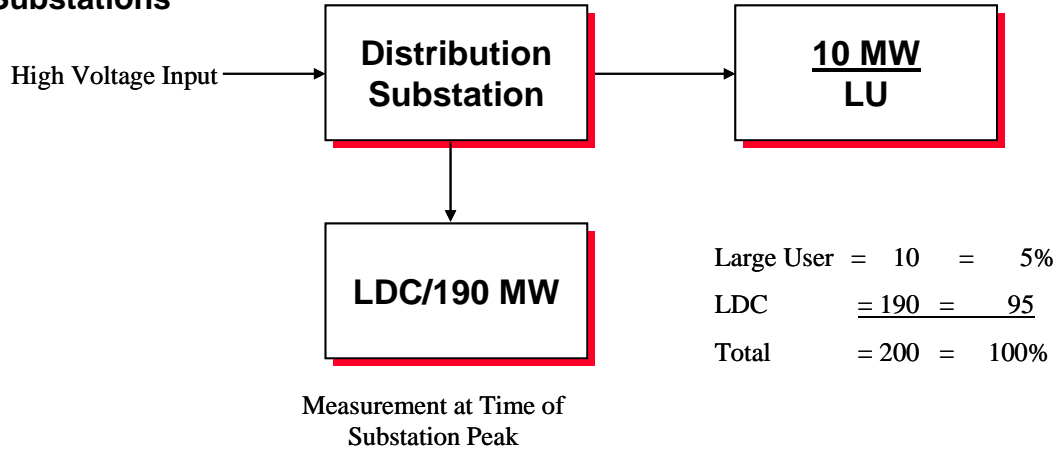 Substations
High Voltage Input
Distribution
Substation
10 MW
LU
LDC/190 MW
Large User = 10 = 5%
LDC = 190 = 95
Total = 200 = 100%
Measurement at Time of
Substation Peak